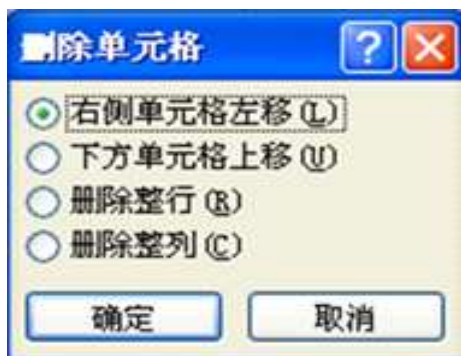 删除单元格
右侧单元格左移(L)
下方单元格上移(U)
删除整行(R)
删除整列(C)
确定 取消